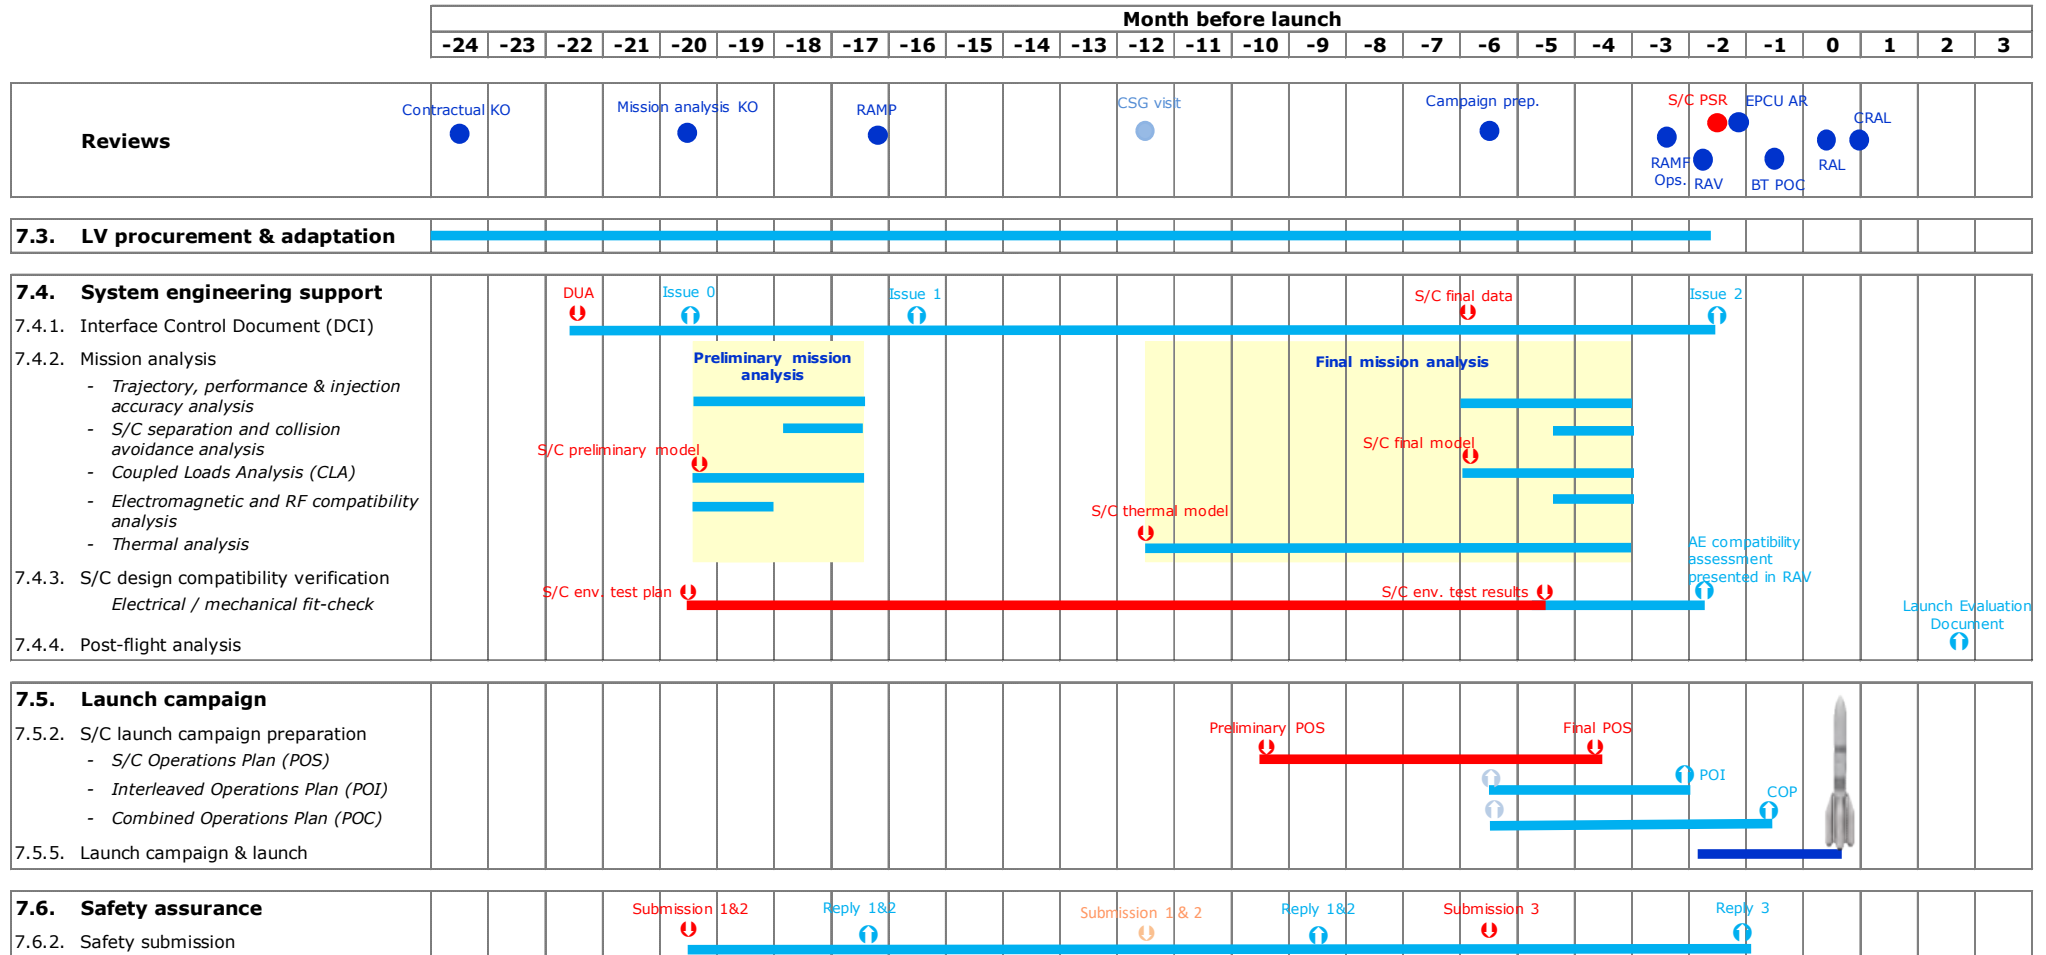 Month before launch
-24 -23 -22 -21 -20 -19 -18 -17 -16 -15 -14 -13 -12 -11 -10 -9 -8 -7 -6 -5 -4 -3 -2 -1 0 1 2 3
Reviews
Contractual KO
Mission analysis KO
RAMP
CSG visit
Campaign prep.
S/C PSR
EPCU AR
CRAL
RAMF
Ops.
RAV
BT POC
RAL
7.3. LV procurement & adaptation
7.4. System engineering support
DUA
Issue 0
Issue 1
S/C final data
Issue 2
7.4.1. Interface Control Document (DCI)
7.4.2. Mission analysis
Preliminary mission
analysis
Final mission analysis
- Trajectory, performance & injection
accuracy analysis
- S/C separation and collision
avoidance analysis
S/C preliminary model
S/C final model
- Coupled Loads Analysis (CLA)
- Electromagnetic and RF compatibility
analysis
S/C thermal model
- Thermal analysis
AE compatibility
assessment
presented in RAV
7.4.3. S/C design compatibility verification
Electrical / mechanical fit-check
S/C env. test plan
S/C env. test results
Launch Evaluation
Document
7.4.4. Post-flight analysis
7.5. Launch campaign
7.5.2. S/C launch campaign preparation
Preliminary POS
Final POS
- S/C Operations Plan (POS)
POI
- Interleaved Operations Plan (POI)
COP
- Combined Operations Plan (POC)
7.5.5. Launch campaign & launch
7.6. Safety assurance
Submission 1&2
Reply 1&2
Submission 1 & 2
Reply 1&2
Submission 3
Reply 3
7.6.2. Safety submission